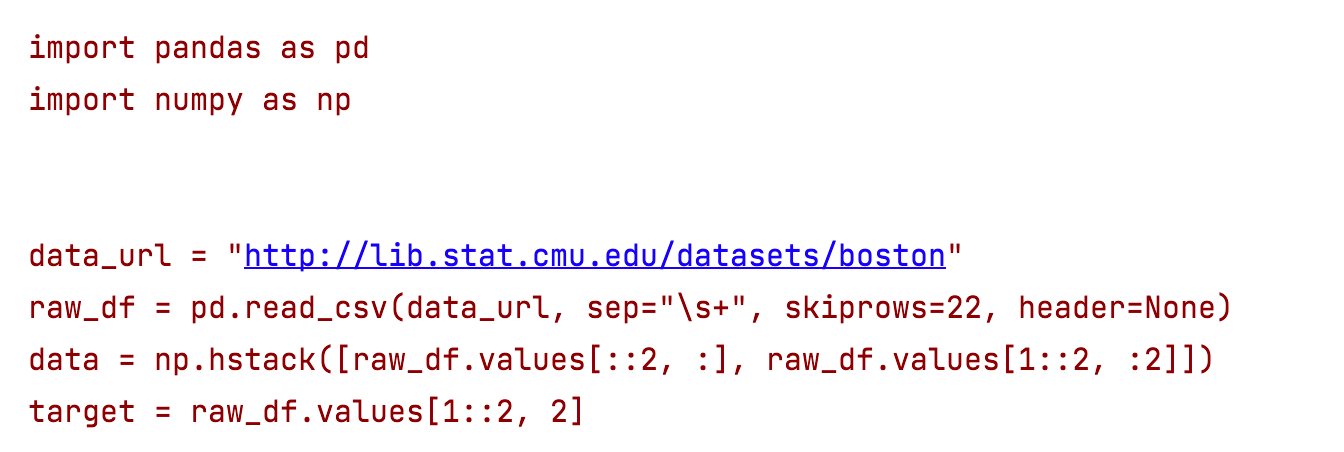 import pandas as pd
import numpy as np
data_url = "http://lib.stat.cmu.edu/datasets/boston"
raw_df = pd.read_csv(data_url, sep="\s+", skiprows=22, header=None)
data = np.hstack([raw_df.values[::2, :], raw_df.values[1::2, :2]])
target = raw_df.values[1::2, 2]